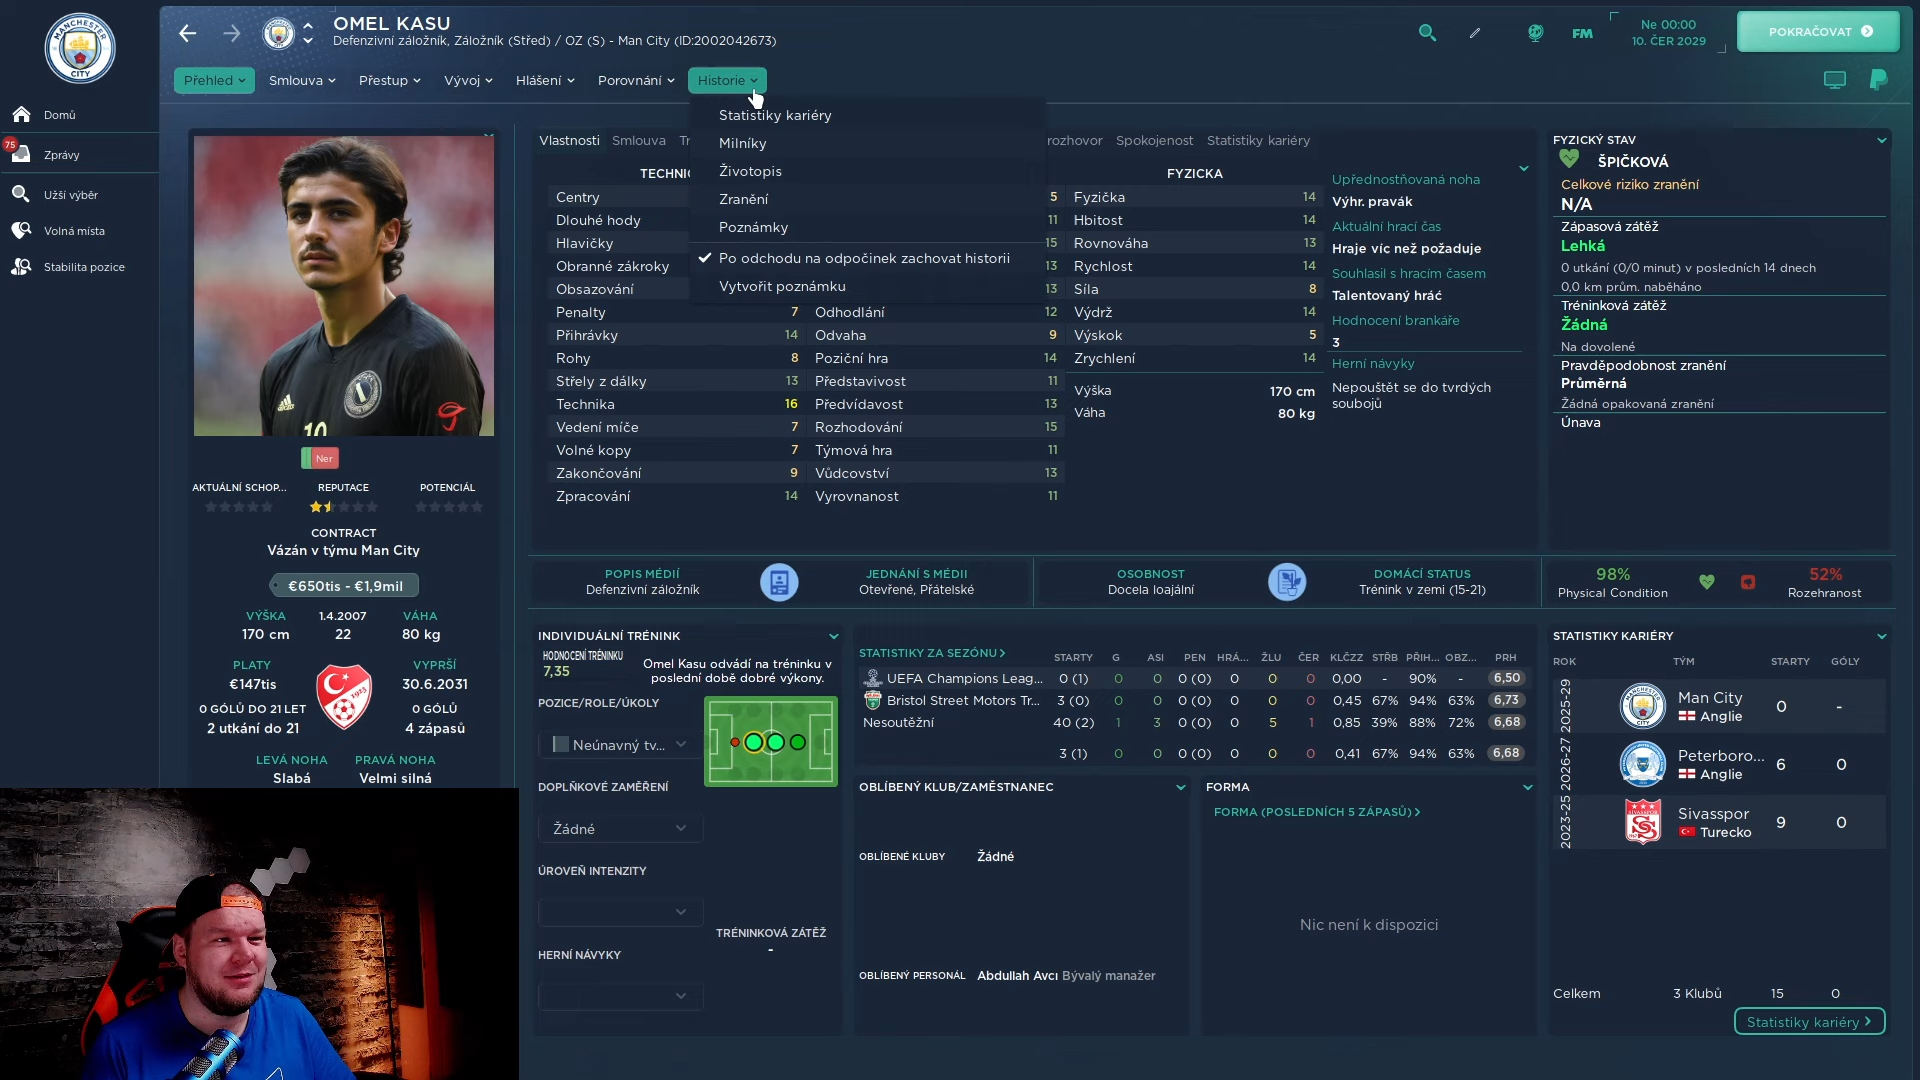 OMEL KASU
Defenzivní záložník, Záložník (Střed) / OZ (S) - Man City (ID:2002042673)
FM
Ne 00:00
10. ČER 2029
POKRAČOVAT
Přehled
Smlouva
Přestup
Vývoj
Hlášení
Porovnání
Historie
Domů
75
Zprávy
Užší výběr
Volná místa
Stabilita pozice
Statistiky kariéry
Milníky
Životopis
Zranění
Poznámky
Po odchodu na odpočinek zachovat historii
Vytvořit poznámku
10
Ner
AKTUÁLNÍ SCHOP...
REPUTACE
POTENCIÁL
CONTRACT
Vázán v týmu Man City
€650tis - €1,9mil
VÝŠKA 1.4.2007 VÁHA
170 cm 22 80 kg
PLATY VYPRŠÍ
€147tis 30.6.2031
0 GÓLŮ DO 21 LET 0 GÓLŮ
2 utkání do 21 4 zápasů
1923
LEVÁ NOHA PRAVÁ NOHA
Slabá Velmi silná
Vlastnosti Smlouva rozhovor Spokojenost Statistiky kariéry
FYZICKA
Centry 5 Fyzička 14
Dlouhé hody 11 Hbitost 14
Hlavičky 15 Rovnováha 13
Obranné zákroky 13 Rychlost 14
Obsazování 13 Síla 8
Penalty 7 Odhodlání 12 Výdrž 14
Přihrávky 14 Odvaha 9 Výskok 5
Rohy 8 Poziční hra 14 Zrychlení 14
Střely z dálky 13 Představivost 11
Technika 16 Předvídavost 13
Vedení míče 7 Rozhodování 15
Volné kopy 7 Týmová hra 11
Zakončování 9 Vůdcovství 13
Zpracování 14 Vyrovnanost 11
Výška 170 cm
Váha 80 kg
Upřednostňovaná noha
Výhr. pravák
Aktuální hrací čas
Hraje víc než požaduje
Souhlasil s hracím časem
Talentovaný hráč
Hodnocení brankáře
3
Herní návyky
Nepouštět se do tvrdých
soubojů
FYZICKÝ STAV
ŠPIČKOVÁ
Celkové riziko zranění
N/A
Zápasová zátěž
Lehká
0 utkání (0/0 minut) v posledních 14 dnech
0,0 km prům. naběháno
Tréninková zátěž
Žádná
Na dovolené
Pravděpodobnost zranění
Průměrná
Žádná opakovaná zranění
Únava
POPIS MÉDIÍ
Defenzivní záložník
JEDNÁNÍ S MÉDII
Otevřené, Přátelské
OSOBNOST
Docela loajální
DOMÁCÍ STATUS
Trénink v zemi (15-21)
98%
Physical Condition
52%
Rozehranost
INDIVIDUÁLNÍ TRÉNINK
HODNOCENÍ TRÉNINKU
7,35
Omel Kasu odvádí na tréninku v
poslední době dobré výkony.
POZICE/ROLE/ÚKOLY
Neúnavný tv...
DOPLŇKOVÉ ZAMĚŘENÍ
Žádné
ÚROVEŇ INTENZITY
TRÉNINKOVÁ ZÁTĚŽ
-
HERNÍ NÁVYKY
STATISTIKY ZA SEZÓNU STARTY G ASI PEN HRÁ... ŽLU ČER KLČZZ STŘB PŘIH... OBZ... PRH
UEFA Champions Leag... 0 (1) 0 0 0 (0) 0 0 0 0,00 - 90% - 6,50
Bristol Street Motors Tr... 3 (0) 0 0 0 (0) 0 0 0 0,45 67% 94% 63% 6,73
Nesoutěžní 40 (2) 1 3 0 (0) 0 5 1 0,85 39% 88% 72% 6,68
3 (1) 0 0 0 (0) 0 0 0 0,41 67% 94% 63% 6,68
OBLÍBENÝ KLUB/ZAMĚSTNANEC
OBLÍBENÉ KLUBY Žádné
OBLÍBENÝ PERSONÁL Abdullah Avcı Bývalý manažer
FORMA
FORMA (POSLEDNÍCH 5 ZÁPASŮ)
Nic není k dispozici
STATISTIKY KARIÉRY
ROK TÝM STARTY GÓLY
2025-29 Man City 0 -
Anglie
2026-27 Peterboro... 6 0
Anglie
2023-25 Sivasspor 9 0
Turecko
Celkem 3 Klubů 15 0
Statistiky kariéry